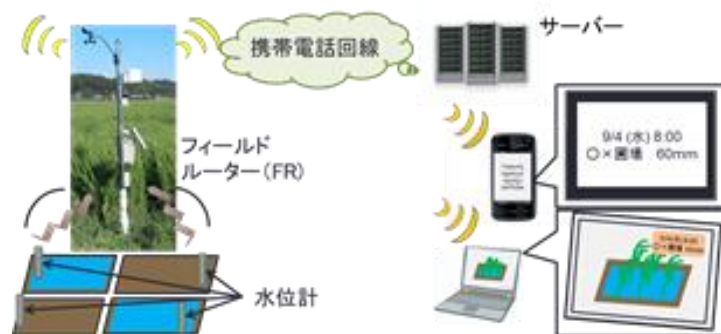 携帯電話回線
サーバー
フィールド
ルーター(FR)
9/4 (水) 8:00
〇×圃場 60mm
水位計